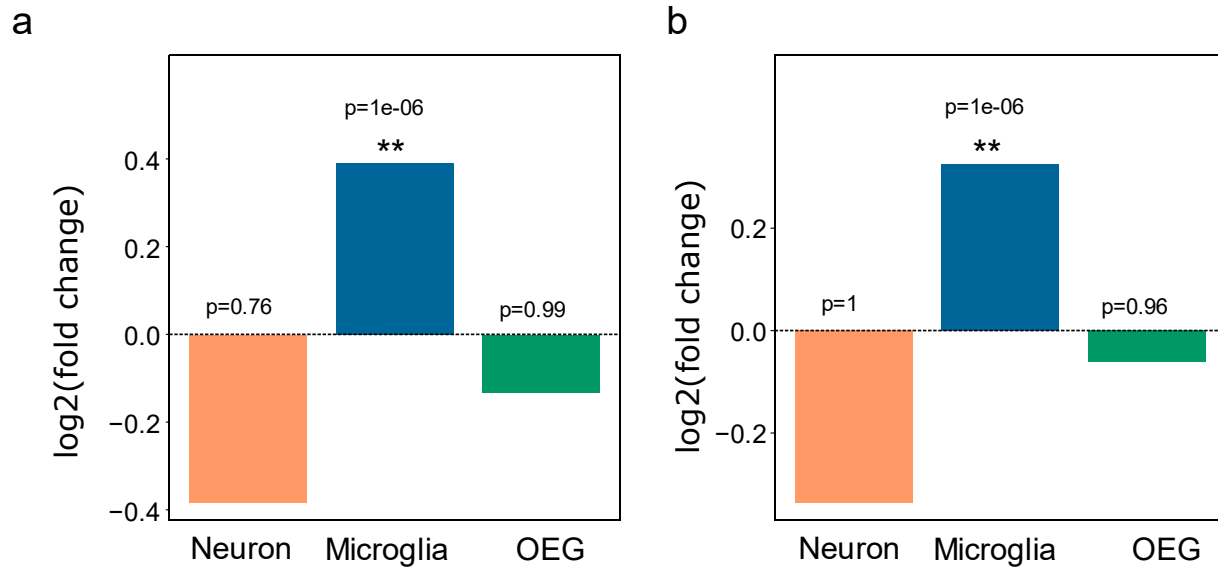 a
p=1e-06
**
0.4
0.2
p=0.76
p=0.99
0.0
−0.2
−0.4
log2(fold change)
Neuron Microglia OEG
b
p=1e-06
**
0.2
p=1
p=0.96
0.0
−0.2
log2(fold change)
Neuron Microglia OEG